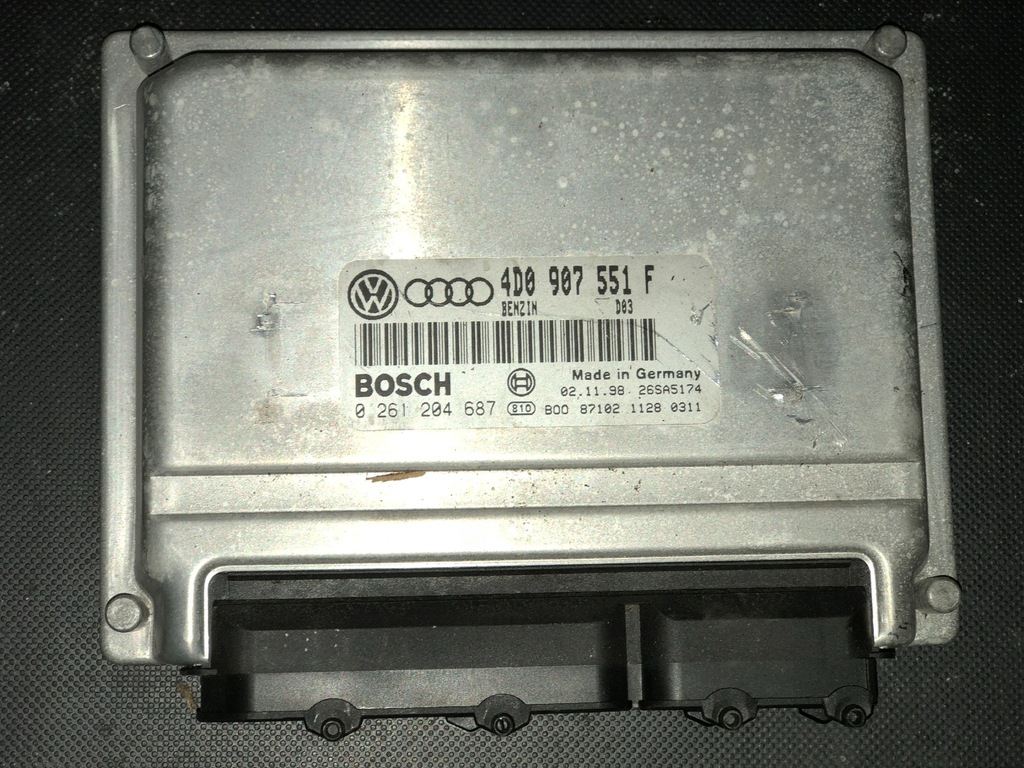 4D0 907 551 F
BENZIN D03
BOSCH Made in Germany
02.11.98 26SA5174
0 261 204 687 810 B00 87102 1128 0311